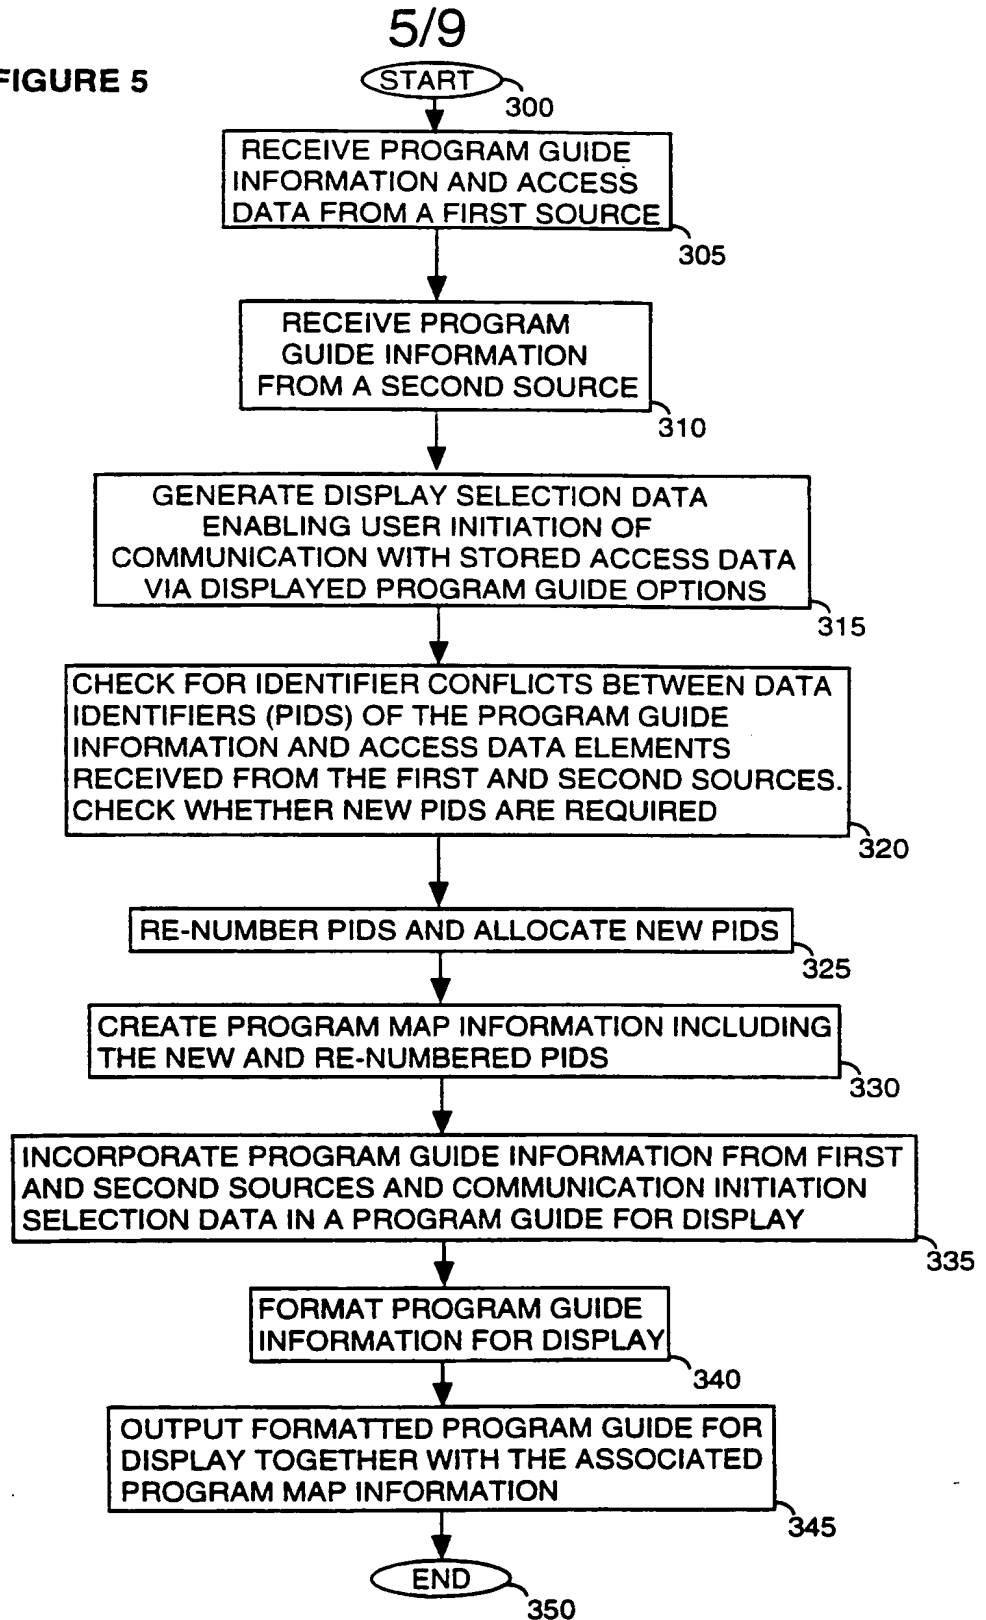 5/9
FIGURE 5
START
300
RECEIVE PROGRAM GUIDE
INFORMATION AND ACCESS
DATA FROM A FIRST SOURCE
305
RECEIVE PROGRAM
GUIDE INFORMATION
FROM A SECOND SOURCE
310
GENERATE DISPLAY SELECTION DATA
ENABLING USER INITIATION OF
COMMUNICATION WITH STORED ACCESS DATA
VIA DISPLAYED PROGRAM GUIDE OPTIONS
315
CHECK FOR IDENTIFIER CONFLICTS BETWEEN DATA
IDENTIFIERS (PIDS) OF THE PROGRAM GUIDE
INFORMATION AND ACCESS DATA ELEMENTS
RECEIVED FROM THE FIRST AND SECOND SOURCES.
CHECK WHETHER NEW PIDS ARE REQUIRED
320
RE-NUMBER PIDS AND ALLOCATE NEW PIDS
325
CREATE PROGRAM MAP INFORMATION INCLUDING
THE NEW AND RE-NUMBERED PIDS
330
INCORPORATE PROGRAM GUIDE INFORMATION FROM FIRST
AND SECOND SOURCES AND COMMUNICATION INITIATION
SELECTION DATA IN A PROGRAM GUIDE FOR DISPLAY
335
FORMAT PROGRAM GUIDE
INFORMATION FOR DISPLAY
340
OUTPUT FORMATTED PROGRAM GUIDE FOR
DISPLAY TOGETHER WITH THE ASSOCIATED
PROGRAM MAP INFORMATION
345
END
350